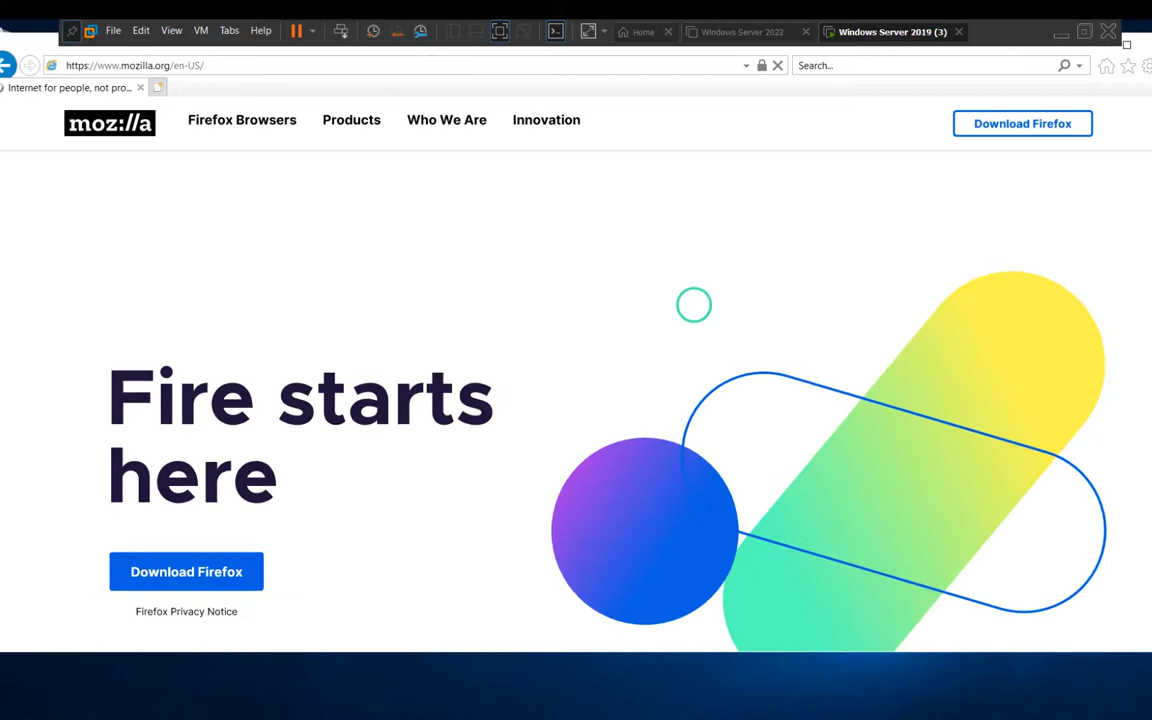 File Edit View VM Tabs Help Home Windows Server 2022 Windows Server 2019 (3)
https://www.mozilla.org/en-US/ Search...
Internet for people, not pro...
moz://a Firefox Browsers Products Who We Are Innovation Download Firefox
Fire starts
here
Download Firefox
Firefox Privacy Notice